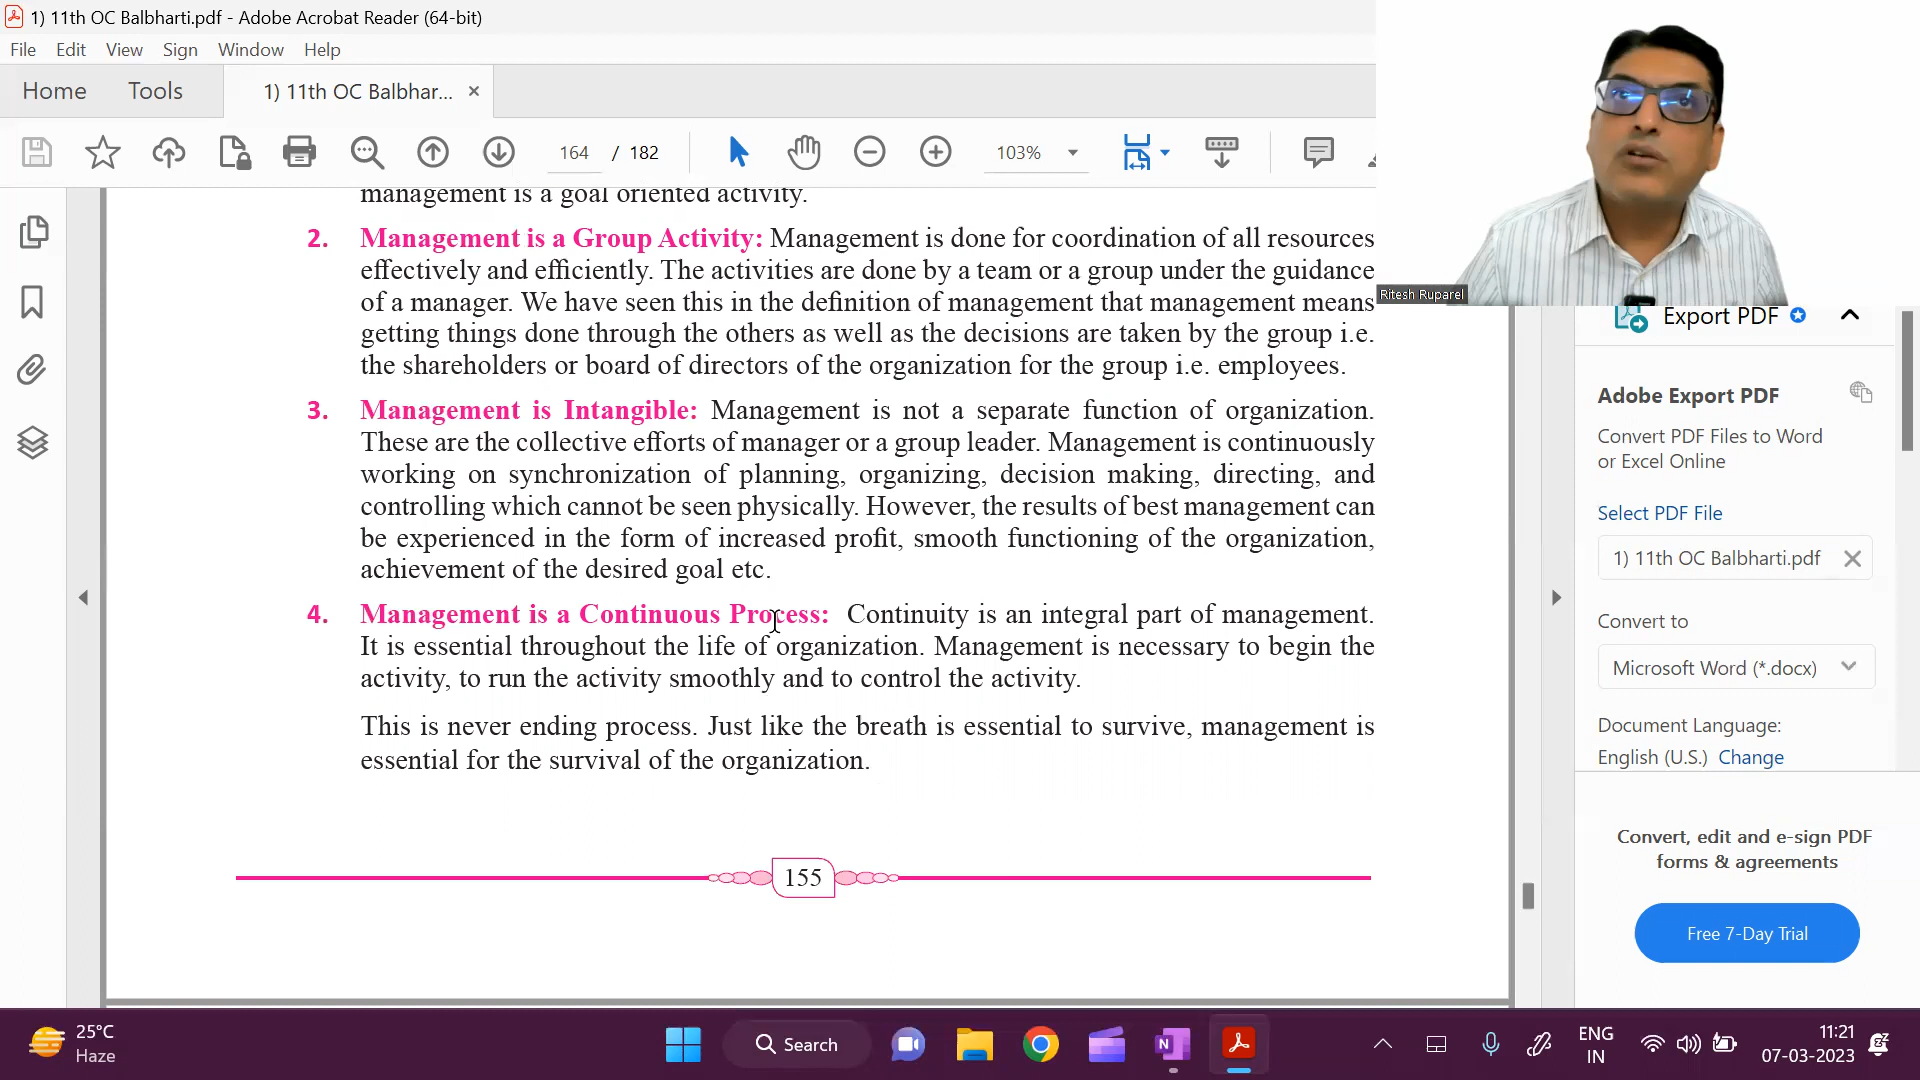 1) 11th OC Balbharti.pdf - Adobe Acrobat Reader (64-bit)
File Edit View Sign Window Help
Home Tools 1) 11th OC Balbhar... ×
164 / 182 103%
management is a goal oriented activity.
2. Management is a Group Activity: Management is done for coordination of all resources
effectively and efficiently. The activities are done by a team or a group under the guidance
of a manager. We have seen this in the definition of management that management means
getting things done through the others as well as the decisions are taken by the group i.e.
the shareholders or board of directors of the organization for the group i.e. employees.
3. Management is Intangible: Management is not a separate function of organization.
These are the collective efforts of manager or a group leader. Management is continuously
working on synchronization of planning, organizing, decision making, directing, and
controlling which cannot be seen physically. However, the results of best management can
be experienced in the form of increased profit, smooth functioning of the organization,
achievement of the desired goal etc.
4. Management is a Continuous Process: Continuity is an integral part of management.
It is essential throughout the life of organization. Management is necessary to begin the
activity, to run the activity smoothly and to control the activity.
This is never ending process. Just like the breath is essential to survive, management is
essential for the survival of the organization.
155
Ritesh Ruparel
Export PDF
Adobe Export PDF
Convert PDF Files to Word
or Excel Online
Select PDF File
1) 11th OC Balbharti.pdf
Convert to
Microsoft Word (*.docx)
Document Language:
English (U.S.) Change
Convert, edit and e-sign PDF
forms & agreements
Free 7-Day Trial
25°C
Haze
Search
ENG
IN
11:21
07-03-2023